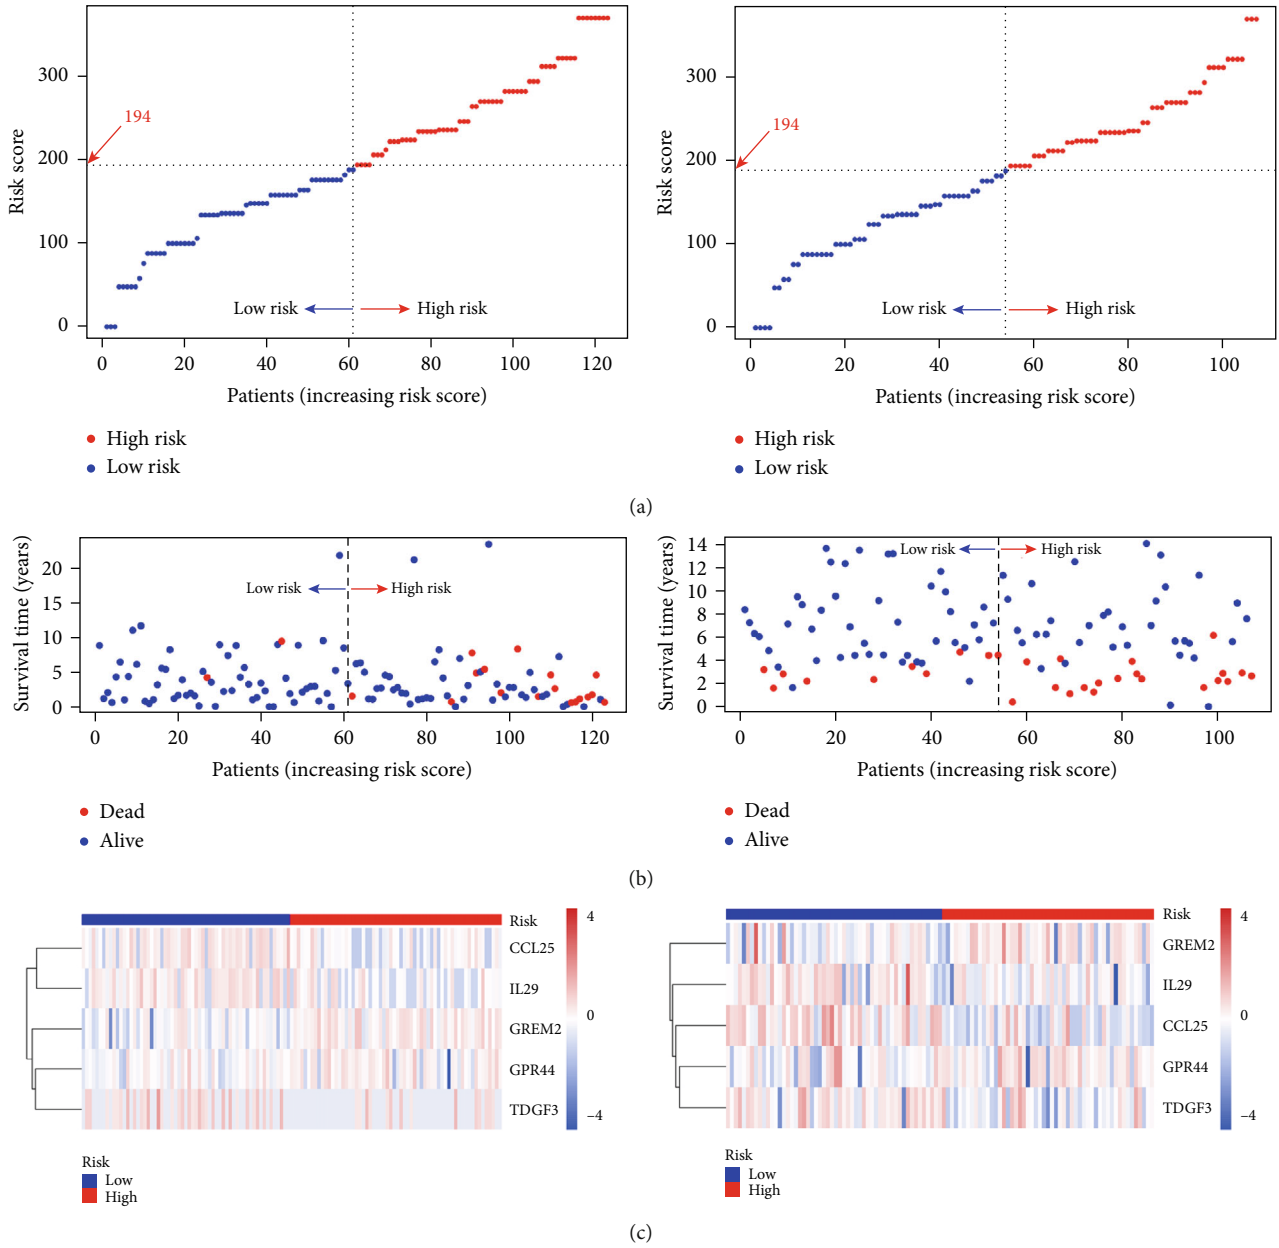 300
200
100
0
Risk score
194
Low risk
High risk
0 20 40 60 80 100 120
Patients (increasing risk score)
High risk
Low risk
300
200
100
0
Risk score
194
Low risk
High risk
0 20 40 60 80 100
Patients (increasing risk score)
High risk
Low risk
(a)
20
15
10
5
0
Survival time (years)
Low risk
High risk
0 20 40 60 80 100 120
Patients (increasing risk score)
Dead
Alive
14
12
10
8
6
4
2
0
Survival time (years)
Low risk
High risk
0 20 40 60 80 100
Patients (increasing risk score)
Dead
Alive
(b)
Risk
CCL25
IL29
GREM2
GPR44
TDGF3
4
0
–4
Risk
Low
High
Risk
GREM2
IL29
CCL25
GPR44
TDGF3
4
0
–4
Risk
Low
High
(c)